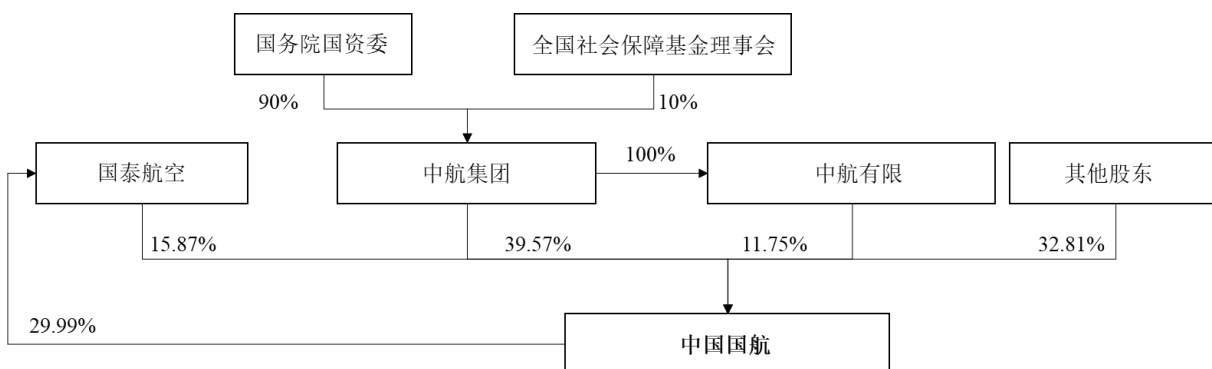 国务院国资委
全国社会保障基金理事会
90%
10%
国泰航空
中航集团
100%
中航有限
其他股东
15.87%
39.57%
11.75%
32.81%
29.99%
中国国航